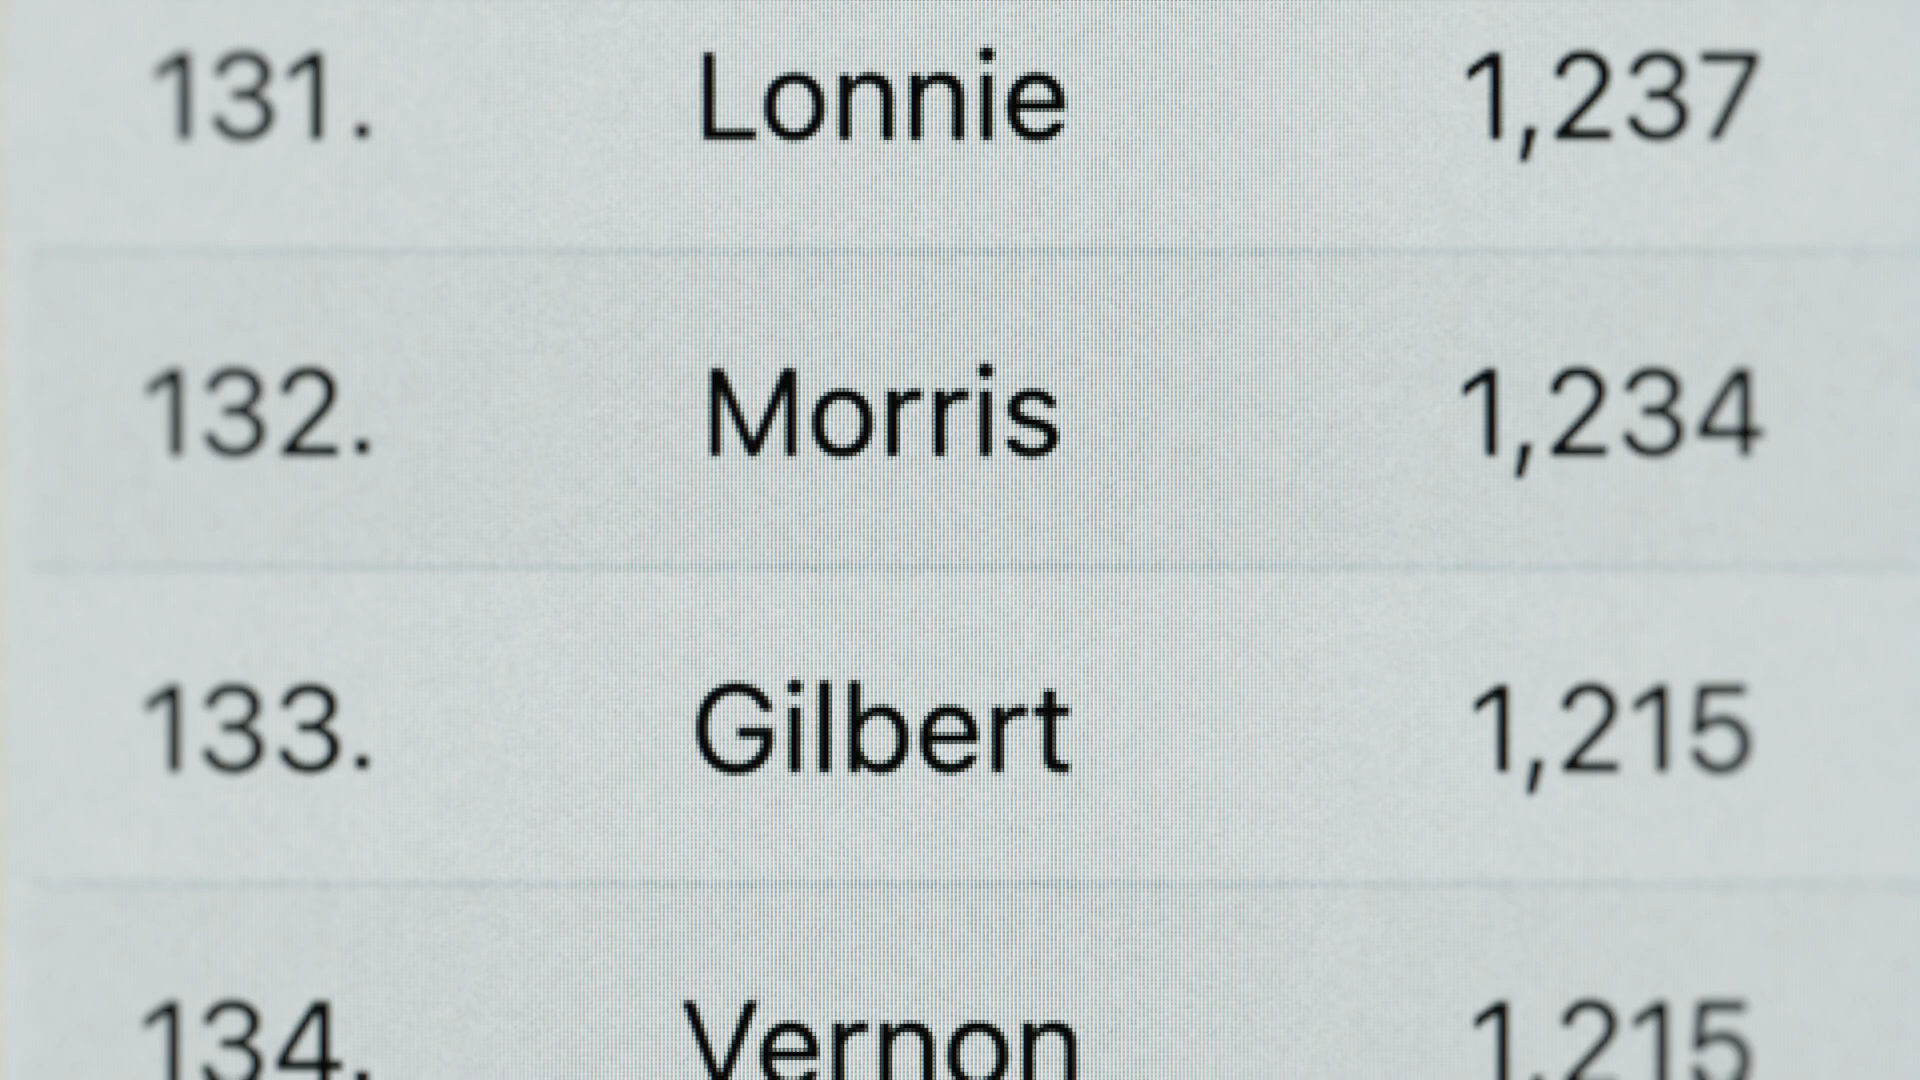 131. Lonnie 1,237
132. Morris 1,234
133. Gilbert 1,215
134. Vernon 1,215